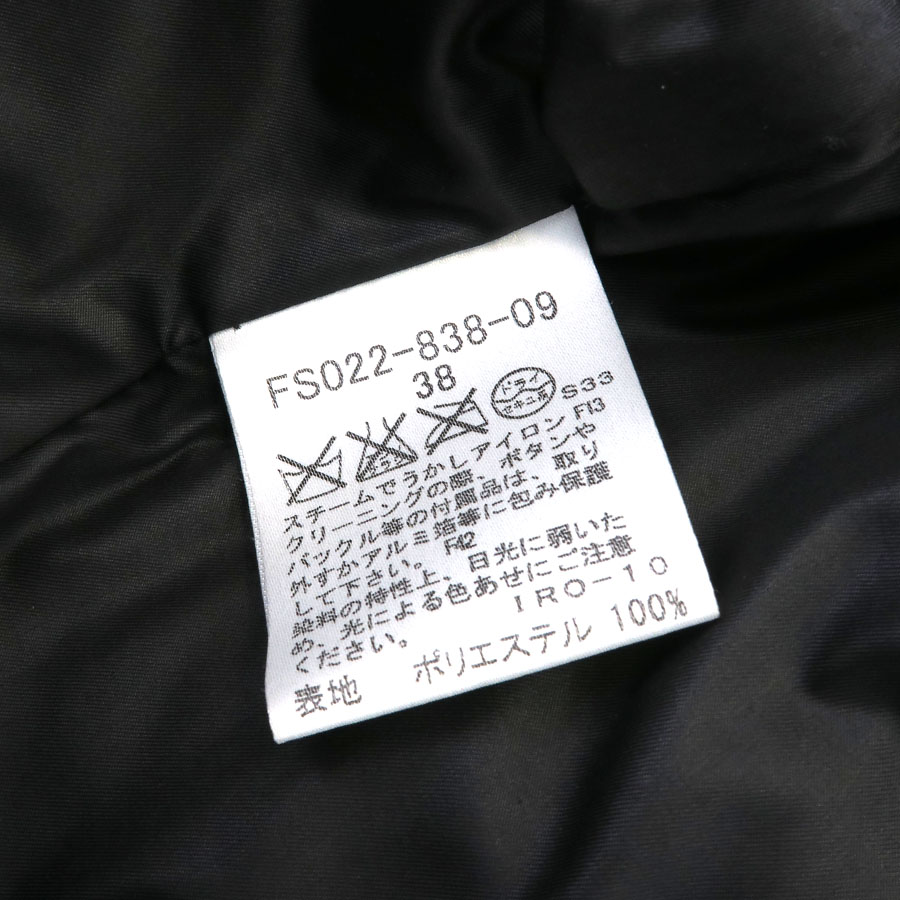 FS022-838-09
38
ドライ
セキユ系
S33
スチームでうかしアイロン F13
クリーニングの際、ボタンや
バックル等の付属品は、取り
外すかアルミ箔等に包み保護
して下さい。 F42
染料の特性上、日光に弱いた
め、光による色あせにご注意
ください。 IRO-10
表地 ポリエステル 100%